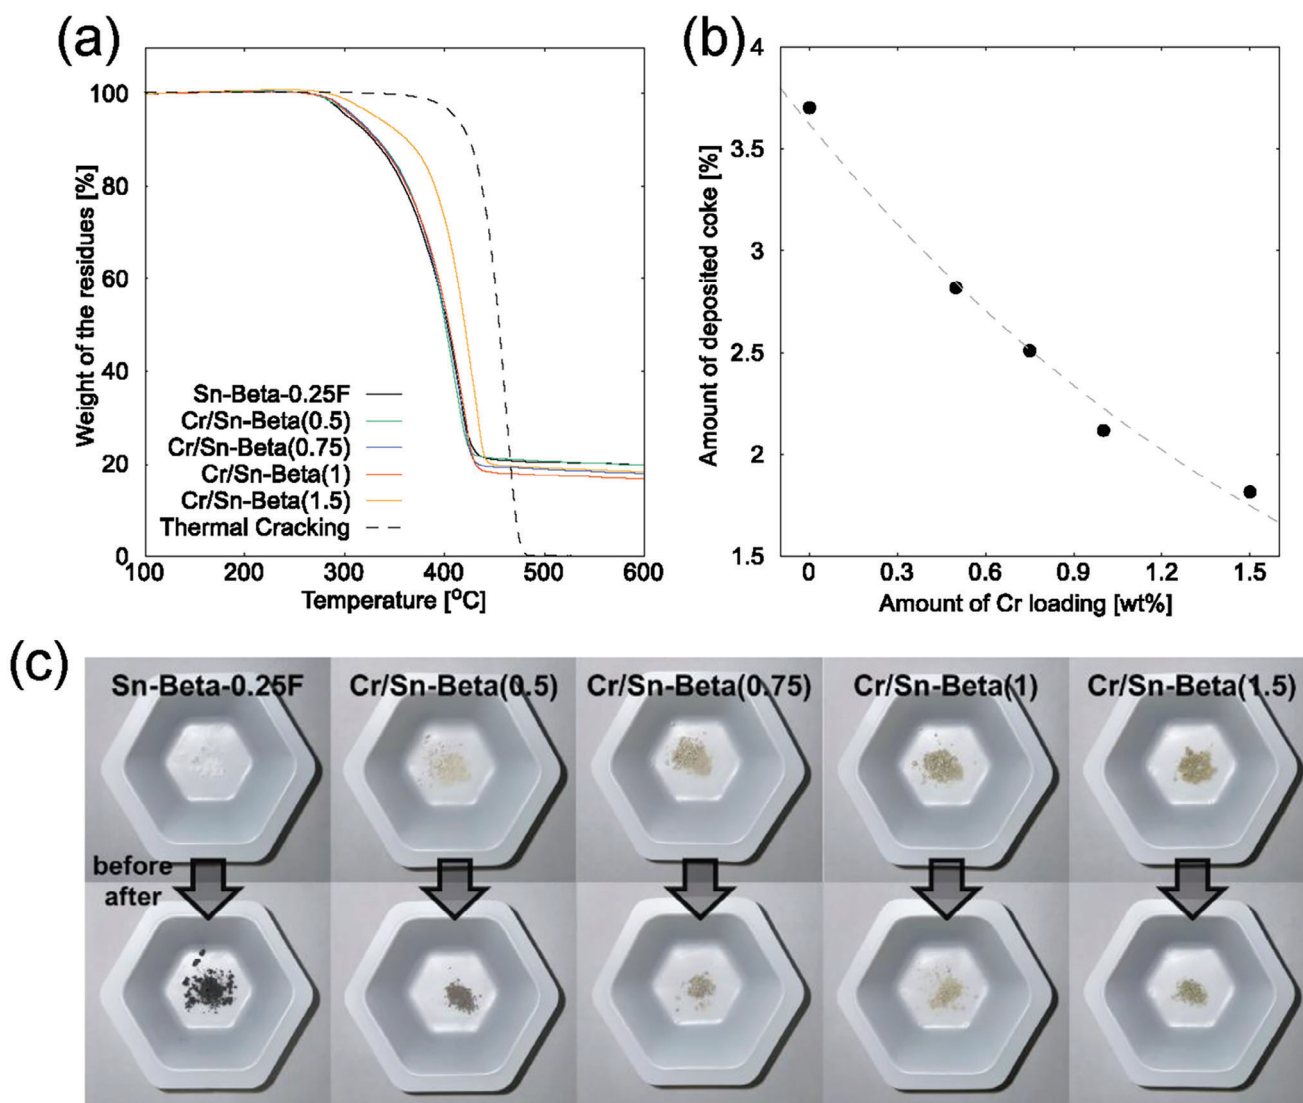 (a)
100
80
60
40
20
0
Weight of the residues [%]
Sn-Beta-0.25F
Cr/Sn-Beta(0.5)
Cr/Sn-Beta(0.75)
Cr/Sn-Beta(1)
Cr/Sn-Beta(1.5)
Thermal Cracking
100 200 300 400 500 600
Temperature [°C]
(b)
4
3.5
3
2.5
2
1.5
Amount of deposited coke [%]
0 0.3 0.6 0.9 1.2 1.5
Amount of Cr loading [wt%]
(c)
Sn-Beta-0.25F Cr/Sn-Beta(0.5) Cr/Sn-Beta(0.75) Cr/Sn-Beta(1) Cr/Sn-Beta(1.5)
before
after